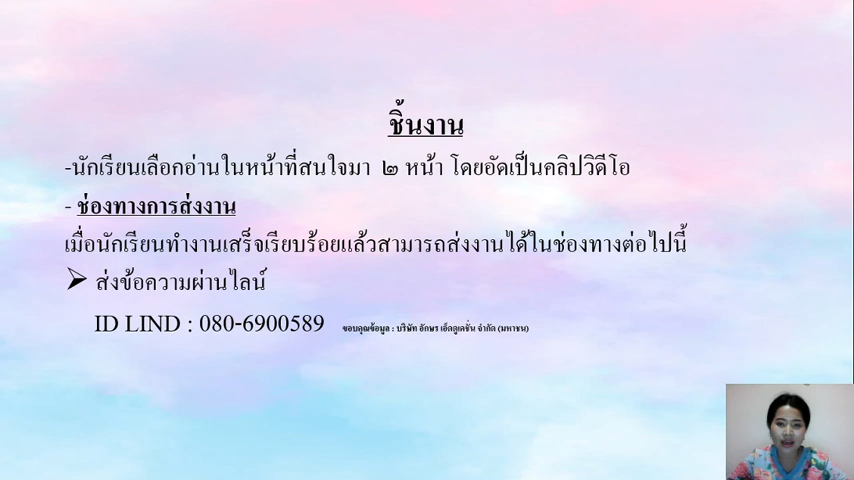 ชิ้นงาน
-นักเรียนเลือกอ่านในหน้าที่สนใจมา ๒ หน้า โดยอัดเป็นคลิปวิดีโอ
- ช่องทางการส่งงาน
เมื่อนักเรียนทำงานเสร็จเรียบร้อยแล้วสามารถส่งงานได้ในช่องทางต่อไปนี้
➢ ส่งข้อความผ่านไลน์
ID LIND : 080-6900589 ขอบคุณข้อมูล : บริษัท อักษร เอ็ดดูเคชั่น จำกัด (มหาชน)